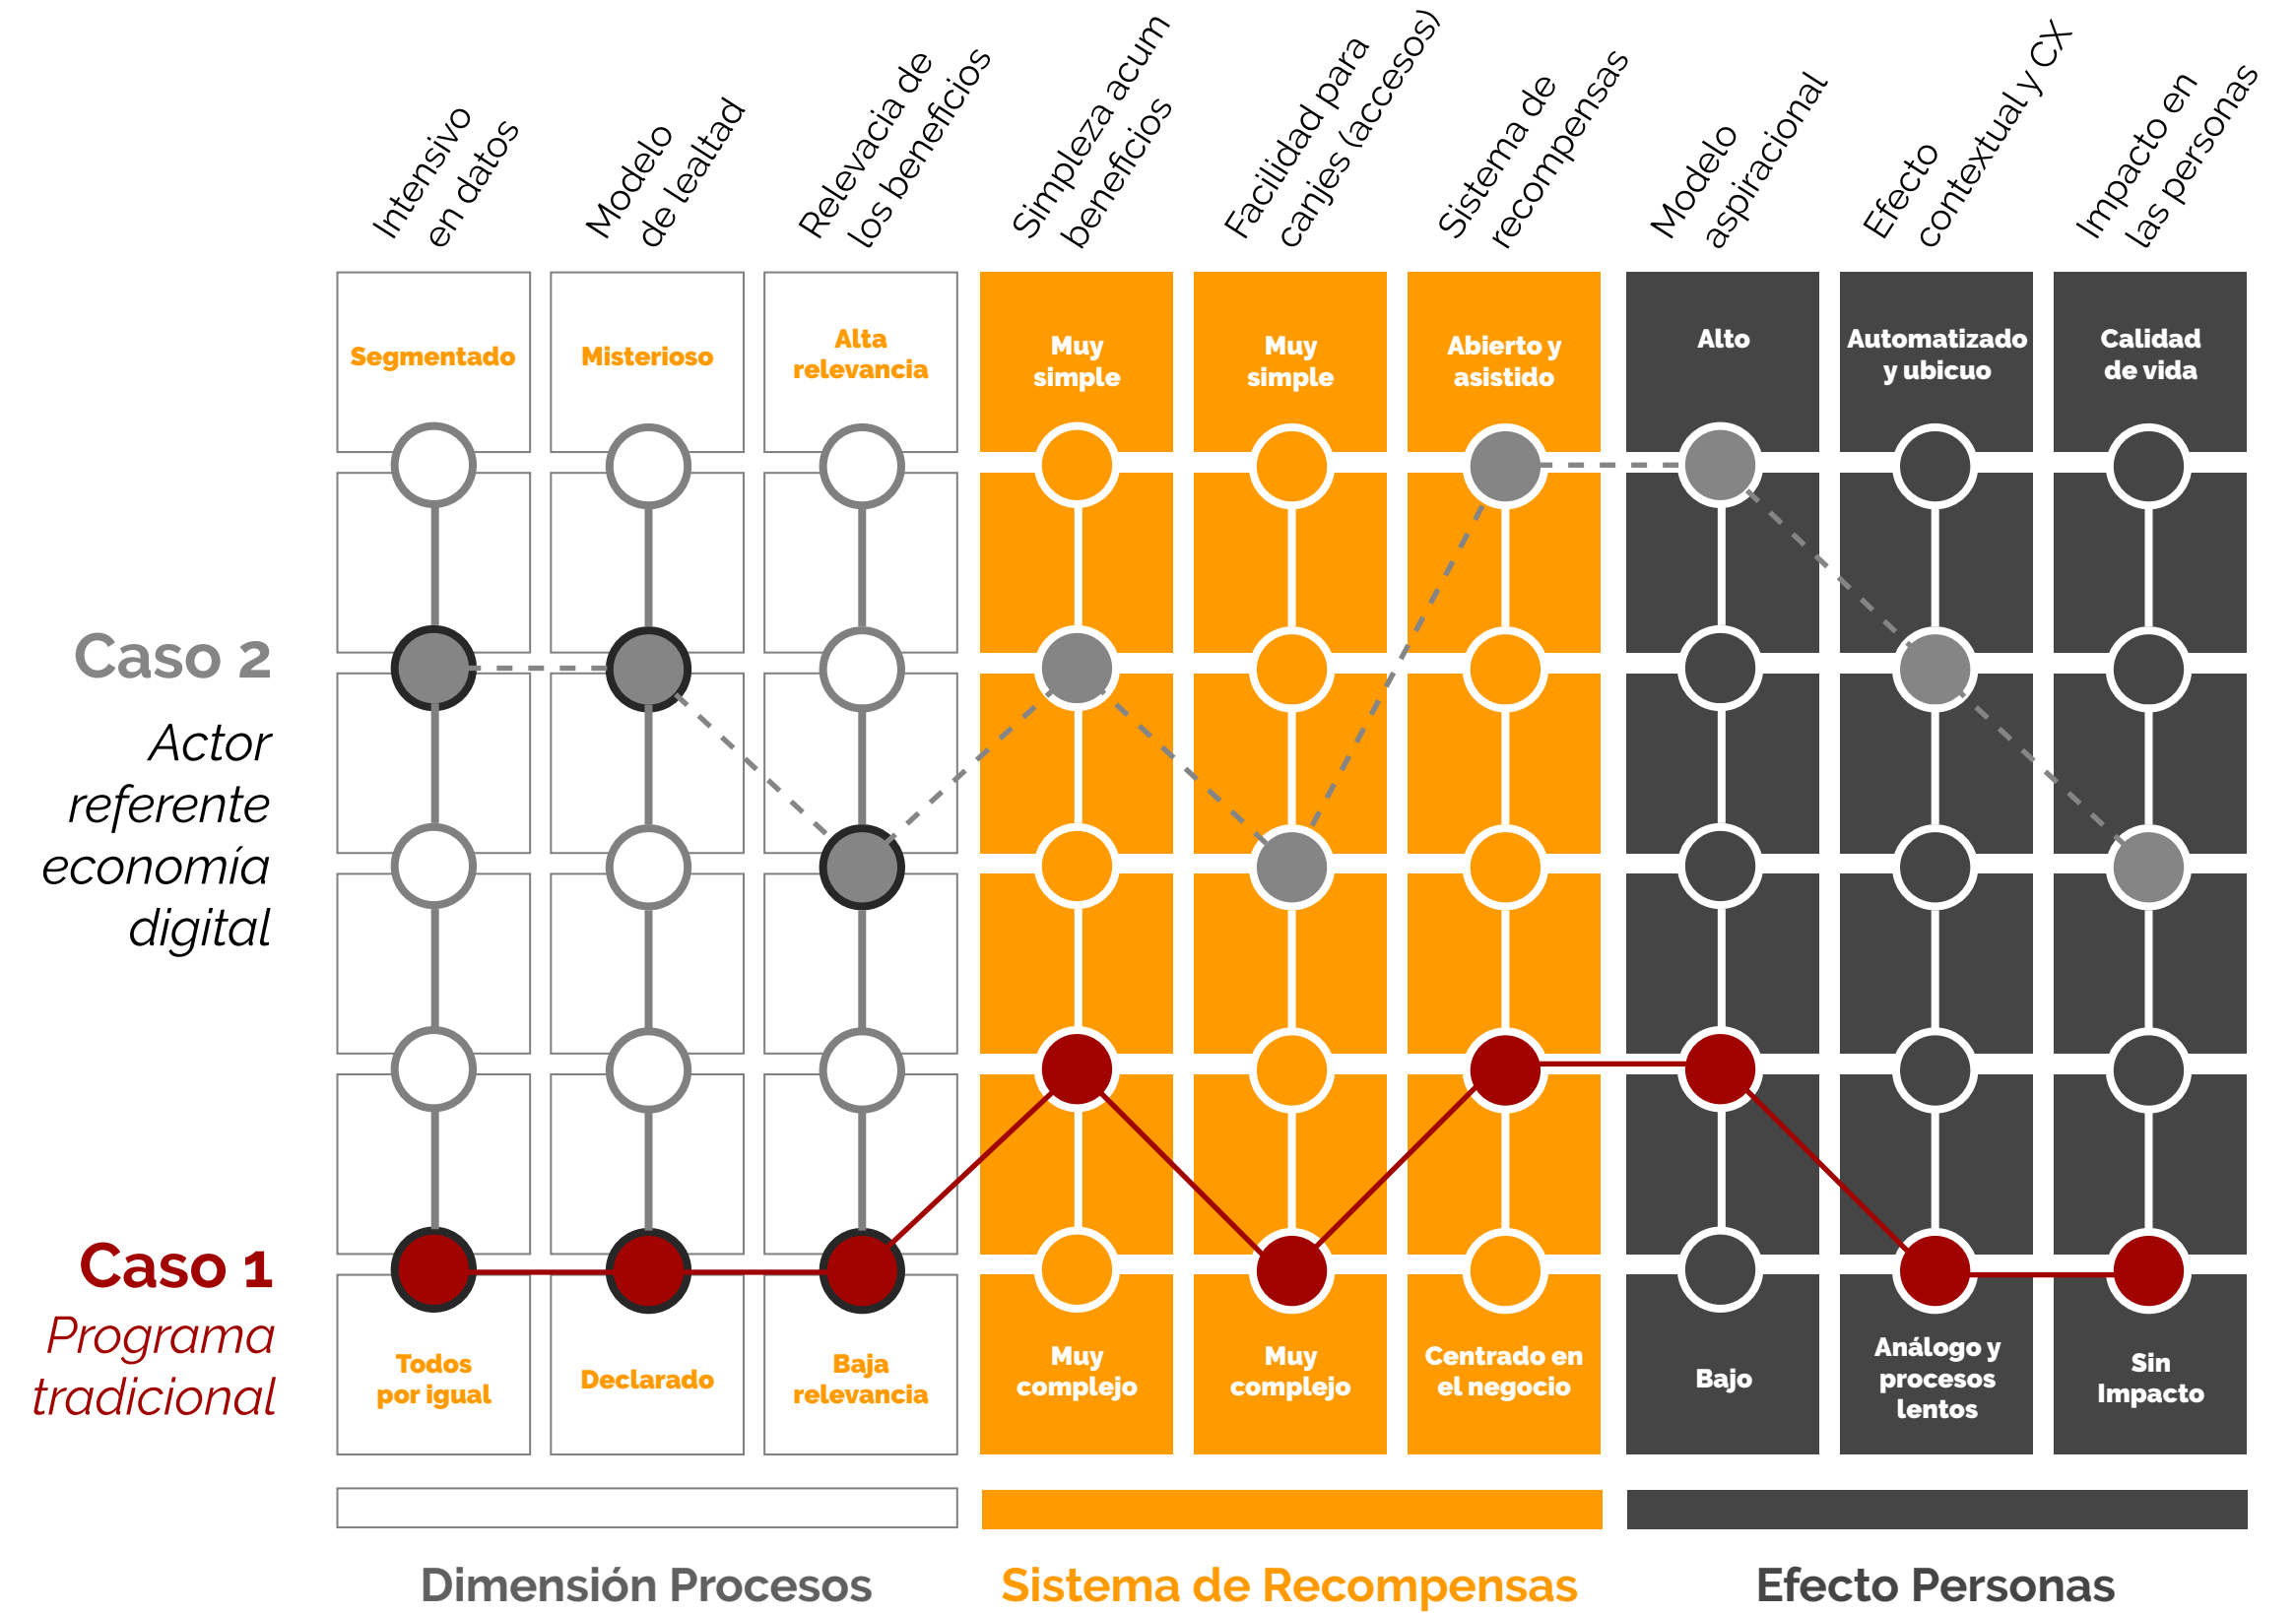 Intensivo
en datos
Modelo
de lealtad
Relevacia de
los beneficios
Simpleza acum
beneficios
Facilidad para
canjes (accesos)
Sistema de
recompensas
Modelo
aspiracional
Efecto
contextual y CX
Impacto en
las personas
Segmentado
Misterioso
Alta
relevancia
Muy
simple
Muy
simple
Abierto y
asistido
Alto
Automatizado
y ubicuo
Calidad
de vida
Caso 2
Actor
referente
economía
digital
Caso 1
Programa
tradicional
Todos
por igual
Declarado
Baja
relevancia
Muy
complejo
Muy
complejo
Centrado en
el negocio
Bajo
Análogo y
procesos
lentos
Sin
Impacto
Dimensión Procesos
Sistema de Recompensas
Efecto Personas